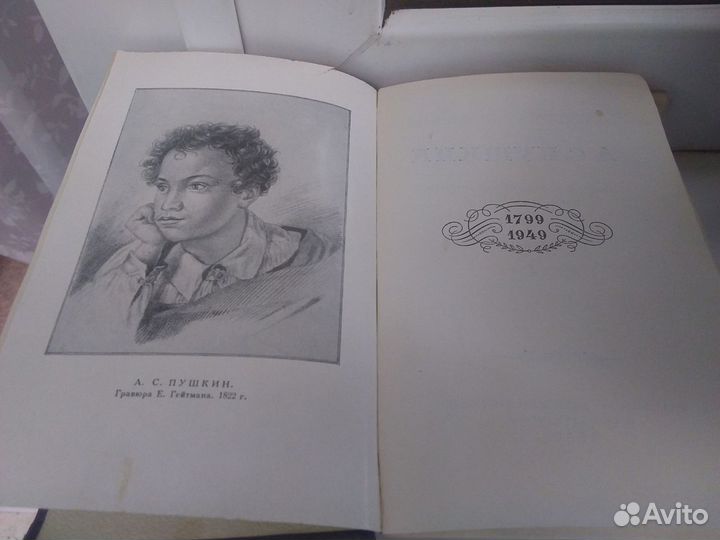 А. С. ПУШКИН.
Гравюра Е. Гейтмана. 1822 г.
1799
1949
Avito